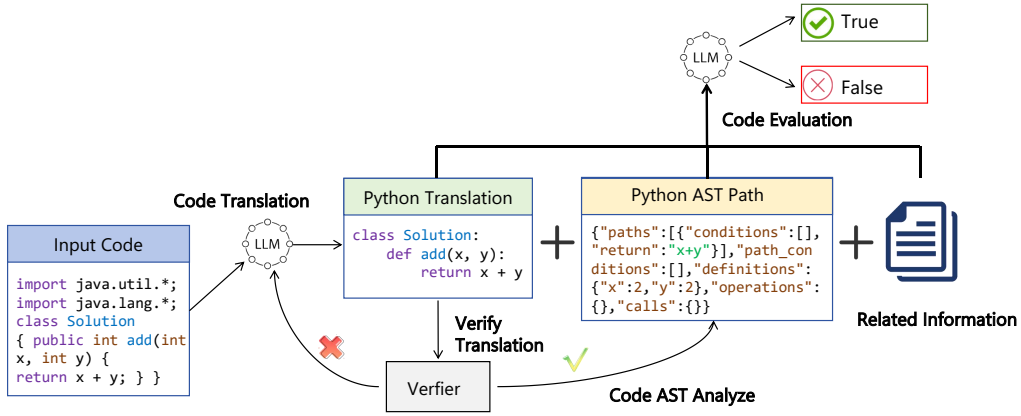 True
LLM
False
Code Evaluation
Code Translation
Python Translation
Python AST Path
Input Code
LLM
class Solution:
def add(x, y):
return x + y
{"paths":[{"conditions":[],
"return":"x+y"}],"path_con
ditions":[],"definitions":
{"x":2,"y":2},"operations":
{},"calls":{}}
import java.util.*;
import java.lang.*;
class Solution
{ public int add(int
x, int y) {
return x + y; } }
Related Information
Verify
Translation
Verfier
Code AST Analyze